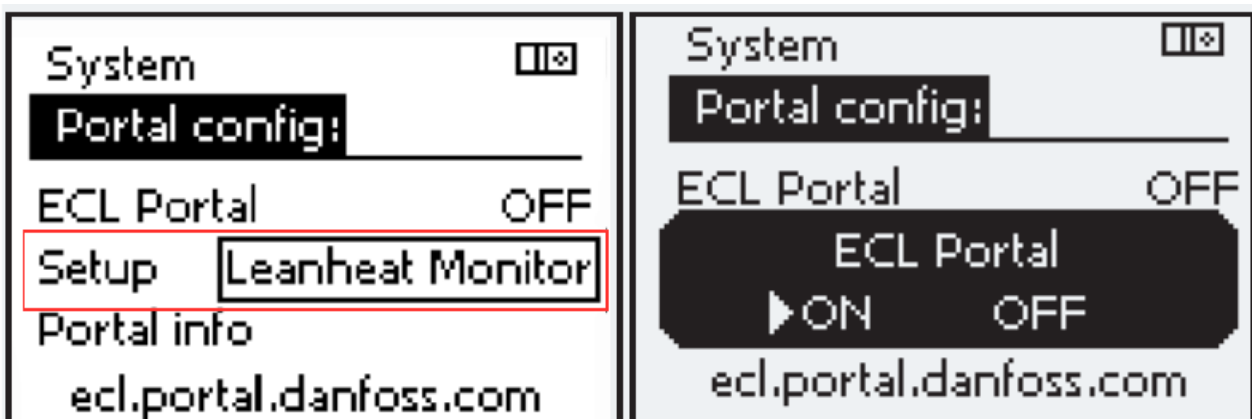 System
Portal config:
ECL Portal OFF
Setup Leanheat Monitor
Portal info
ecl.portal.danfoss.com
System
Portal config:
ECL Portal OFF
ECL Portal
ON OFF
ecl.portal.danfoss.com